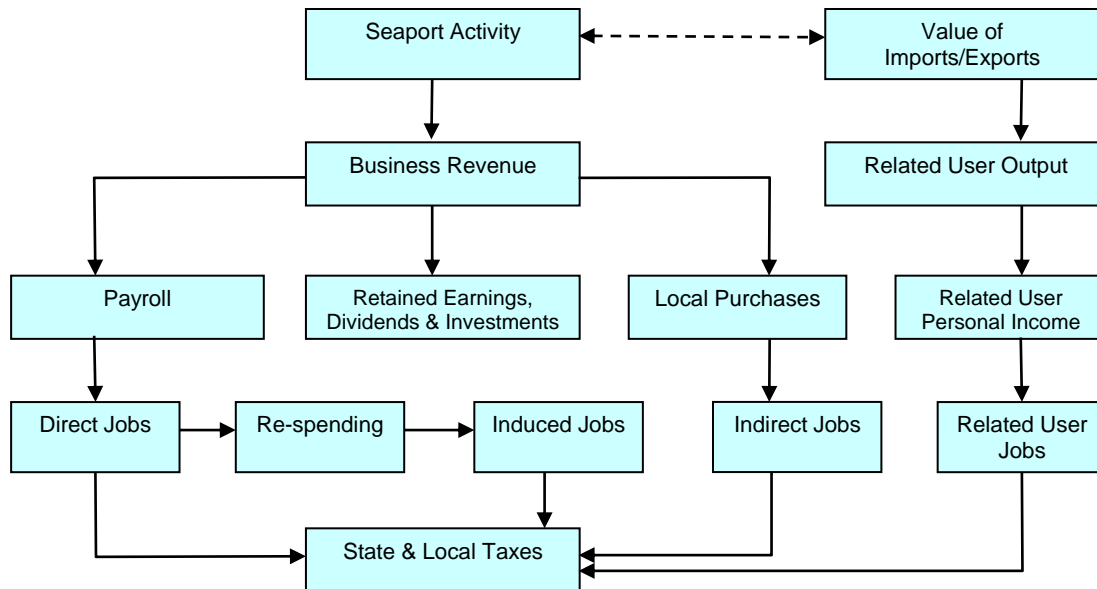 Seaport Activity
Value of
Imports/Exports
Business Revenue
Related User Output
Payroll
Retained Earnings,
Dividends & Investments
Local Purchases
Related User
Personal Income
Direct Jobs
Re-spending
Induced Jobs
Indirect Jobs
Related User
Jobs
State & Local Taxes